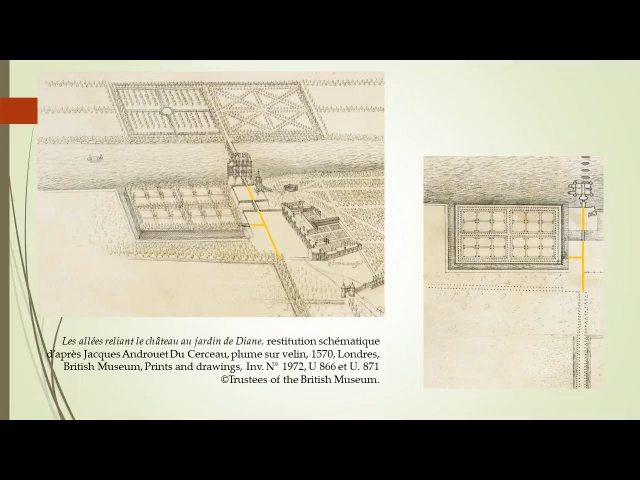 Les allées reliant le château au jardin de Diane. restitution schématique
d'après Jacques Androuet Du Cerceau, plume sur velin, 1570, Londres,
British Museum, Prints and drawings, Inv. N° 1972, U 866 et U. 871
©Trustees of the British Museum.